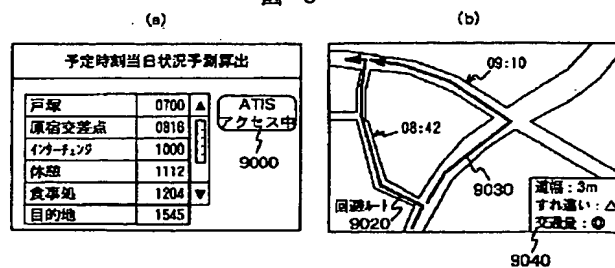 (a)
予定時刻当日状況予測算出
戸塚 0700
原宿交差点 0816
インターチェンジ 1000
休憩 1112
食事処 1204
目的地 1545
ATIS
アクセス中
9000
(b)
09:10
08:42
9030
回避ルート
9020
道幅:3m
すれ違い:△
交通量:◎
9040